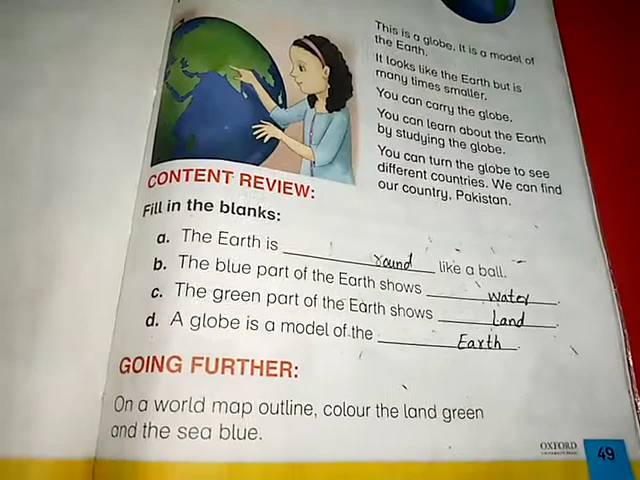 This is a globe. It is a model of
the Earth.
It looks like the Earth but is
many times smaller.
You can carry the globe.
You can learn about the Earth
by studying the globe.
You can turn the globe to see
different countries. We can find
our country, Pakistan.
CONTENT REVIEW:
Fill in the blanks:
a. The Earth is round like a ball.
b. The blue part of the Earth shows water.
c. The green part of the Earth shows Land.
d. A globe is a model of the Earth.
GOING FURTHER:
On a world map outline, colour the land green
and the sea blue.
OXFORD
UNIVERSITY PRESS
49